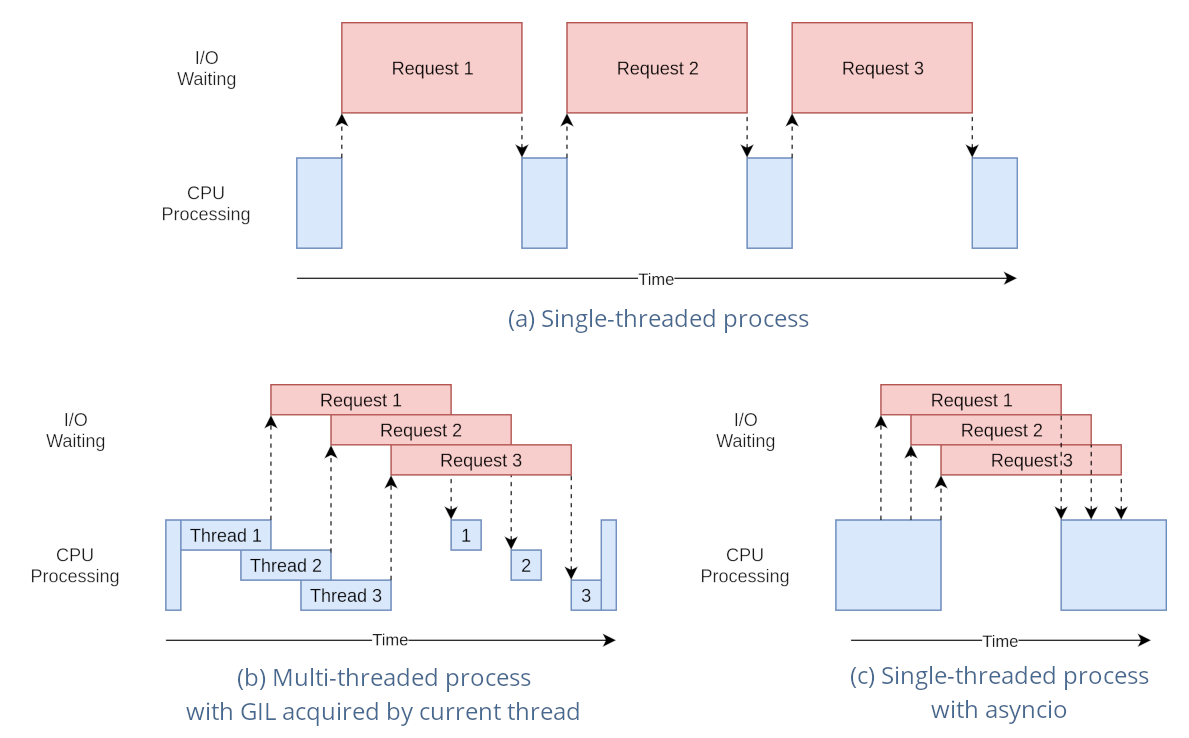 I/O
Waiting
Request 1
Request 2
Request 3
CPU
Processing
Time
(a) Single-threaded process
I/O
Waiting
Request 1
Request 2
Request 3
CPU
Processing
Thread 1
Thread 2
Thread 3
1
2
3
Time
(b) Multi-threaded process
with GIL acquired by current thread
I/O
Waiting
Request 1
Request 2
Request 3
CPU
Processing
Time
(c) Single-threaded process
with asyncio